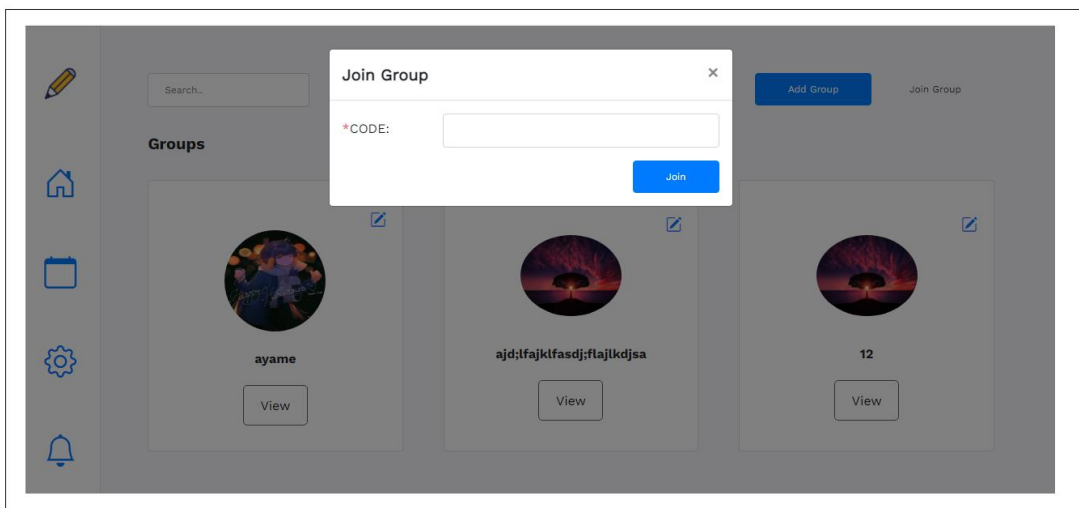 Join Group
×
Search..
Add Group
Join Group
*CODE:
Join
Groups
ayame
View
ajd;lfajklfasdj;flajlkdjsa
View
12
View